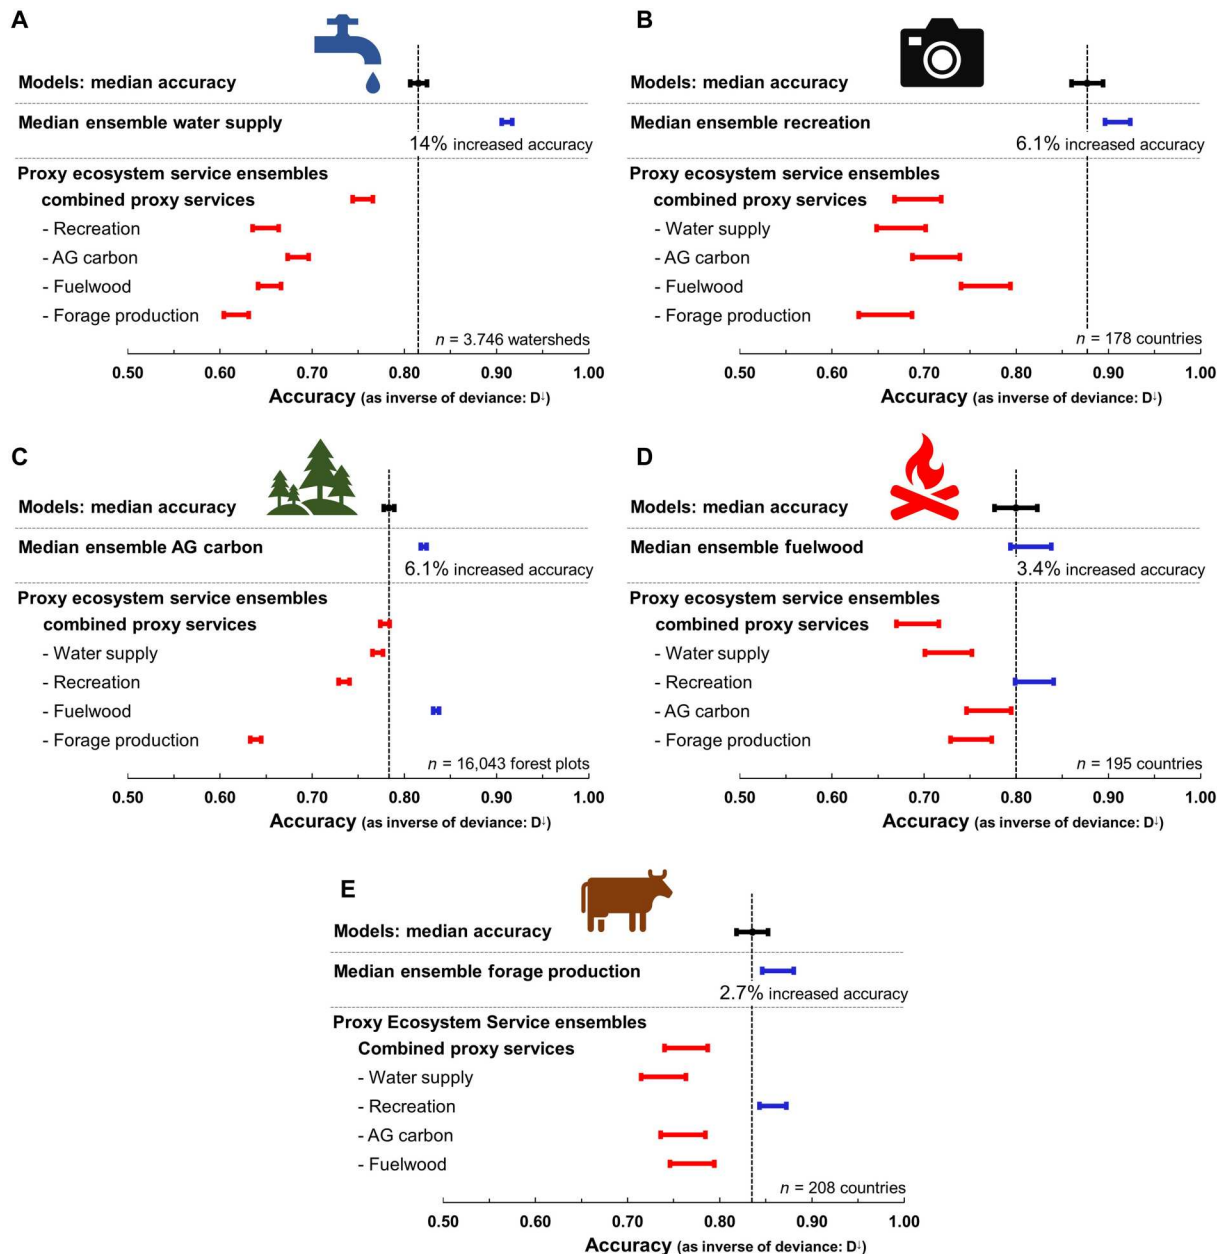 A
Models: median accuracy
Median ensemble water supply
14% increased accuracy
Proxy ecosystem service ensembles
combined proxy services
- Recreation
- AG carbon
- Fuelwood
- Forage production
n = 3.746 watersheds
0.50 0.60 0.70 0.80 0.90 1.00
Accuracy (as inverse of deviance: D↓)
B
Models: median accuracy
Median ensemble recreation
6.1% increased accuracy
Proxy ecosystem service ensembles
combined proxy services
- Water supply
- AG carbon
- Fuelwood
- Forage production
n = 178 countries
0.50 0.60 0.70 0.80 0.90 1.00
Accuracy (as inverse of deviance: D↓)
C
Models: median accuracy
Median ensemble AG carbon
6.1% increased accuracy
Proxy ecosystem service ensembles
combined proxy services
- Water supply
- Recreation
- Fuelwood
- Forage production
n = 16,043 forest plots
0.50 0.60 0.70 0.80 0.90 1.00
Accuracy (as inverse of deviance: D↓)
D
Models: median accuracy
Median ensemble fuelwood
3.4% increased accuracy
Proxy ecosystem service ensembles
combined proxy services
- Water supply
- Recreation
- AG carbon
- Forage production
n = 195 countries
0.50 0.60 0.70 0.80 0.90 1.00
Accuracy (as inverse of deviance: D↓)
E
Models: median accuracy
Median ensemble forage production
2.7% increased accuracy
Proxy Ecosystem Service ensembles
Combined proxy services
- Water supply
- Recreation
- AG carbon
- Fuelwood
n = 208 countries
0.50 0.60 0.70 0.80 0.90 1.00
Accuracy (as inverse of deviance: D↓)